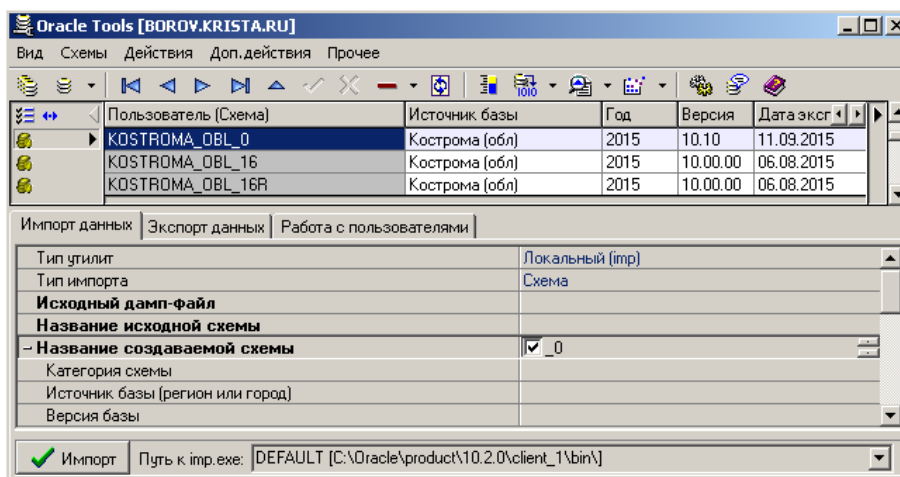 Oracle Tools [BOROV.KRISTA.RU]
Вид Схемы Действия Доп.действия Прочее
Пользователь (Схема) Источник базы Год Версия Дата эксп
KOSTROMA_OBL_0 Кострома (обл) 2015 10.10 11.09.2015
KOSTROMA_OBL_16 Кострома (обл) 2015 10.00.00 06.08.2015
KOSTROMA_OBL_16R Кострома (обл) 2015 10.00.00 06.08.2015
Импорт данных Экспорт данных Работа с пользователями
Тип утилит Локальный (imp)
Тип импорта Схема
Исходный дамп-файл
Название исходной схемы
Название создаваемой схемы _0
Категория схемы
Источник базы (регион или город)
Версия базы
Импорт Путь к imp.exe: DEFAULT [C:\Oracle\product\10.2.0\client_1\bin\]